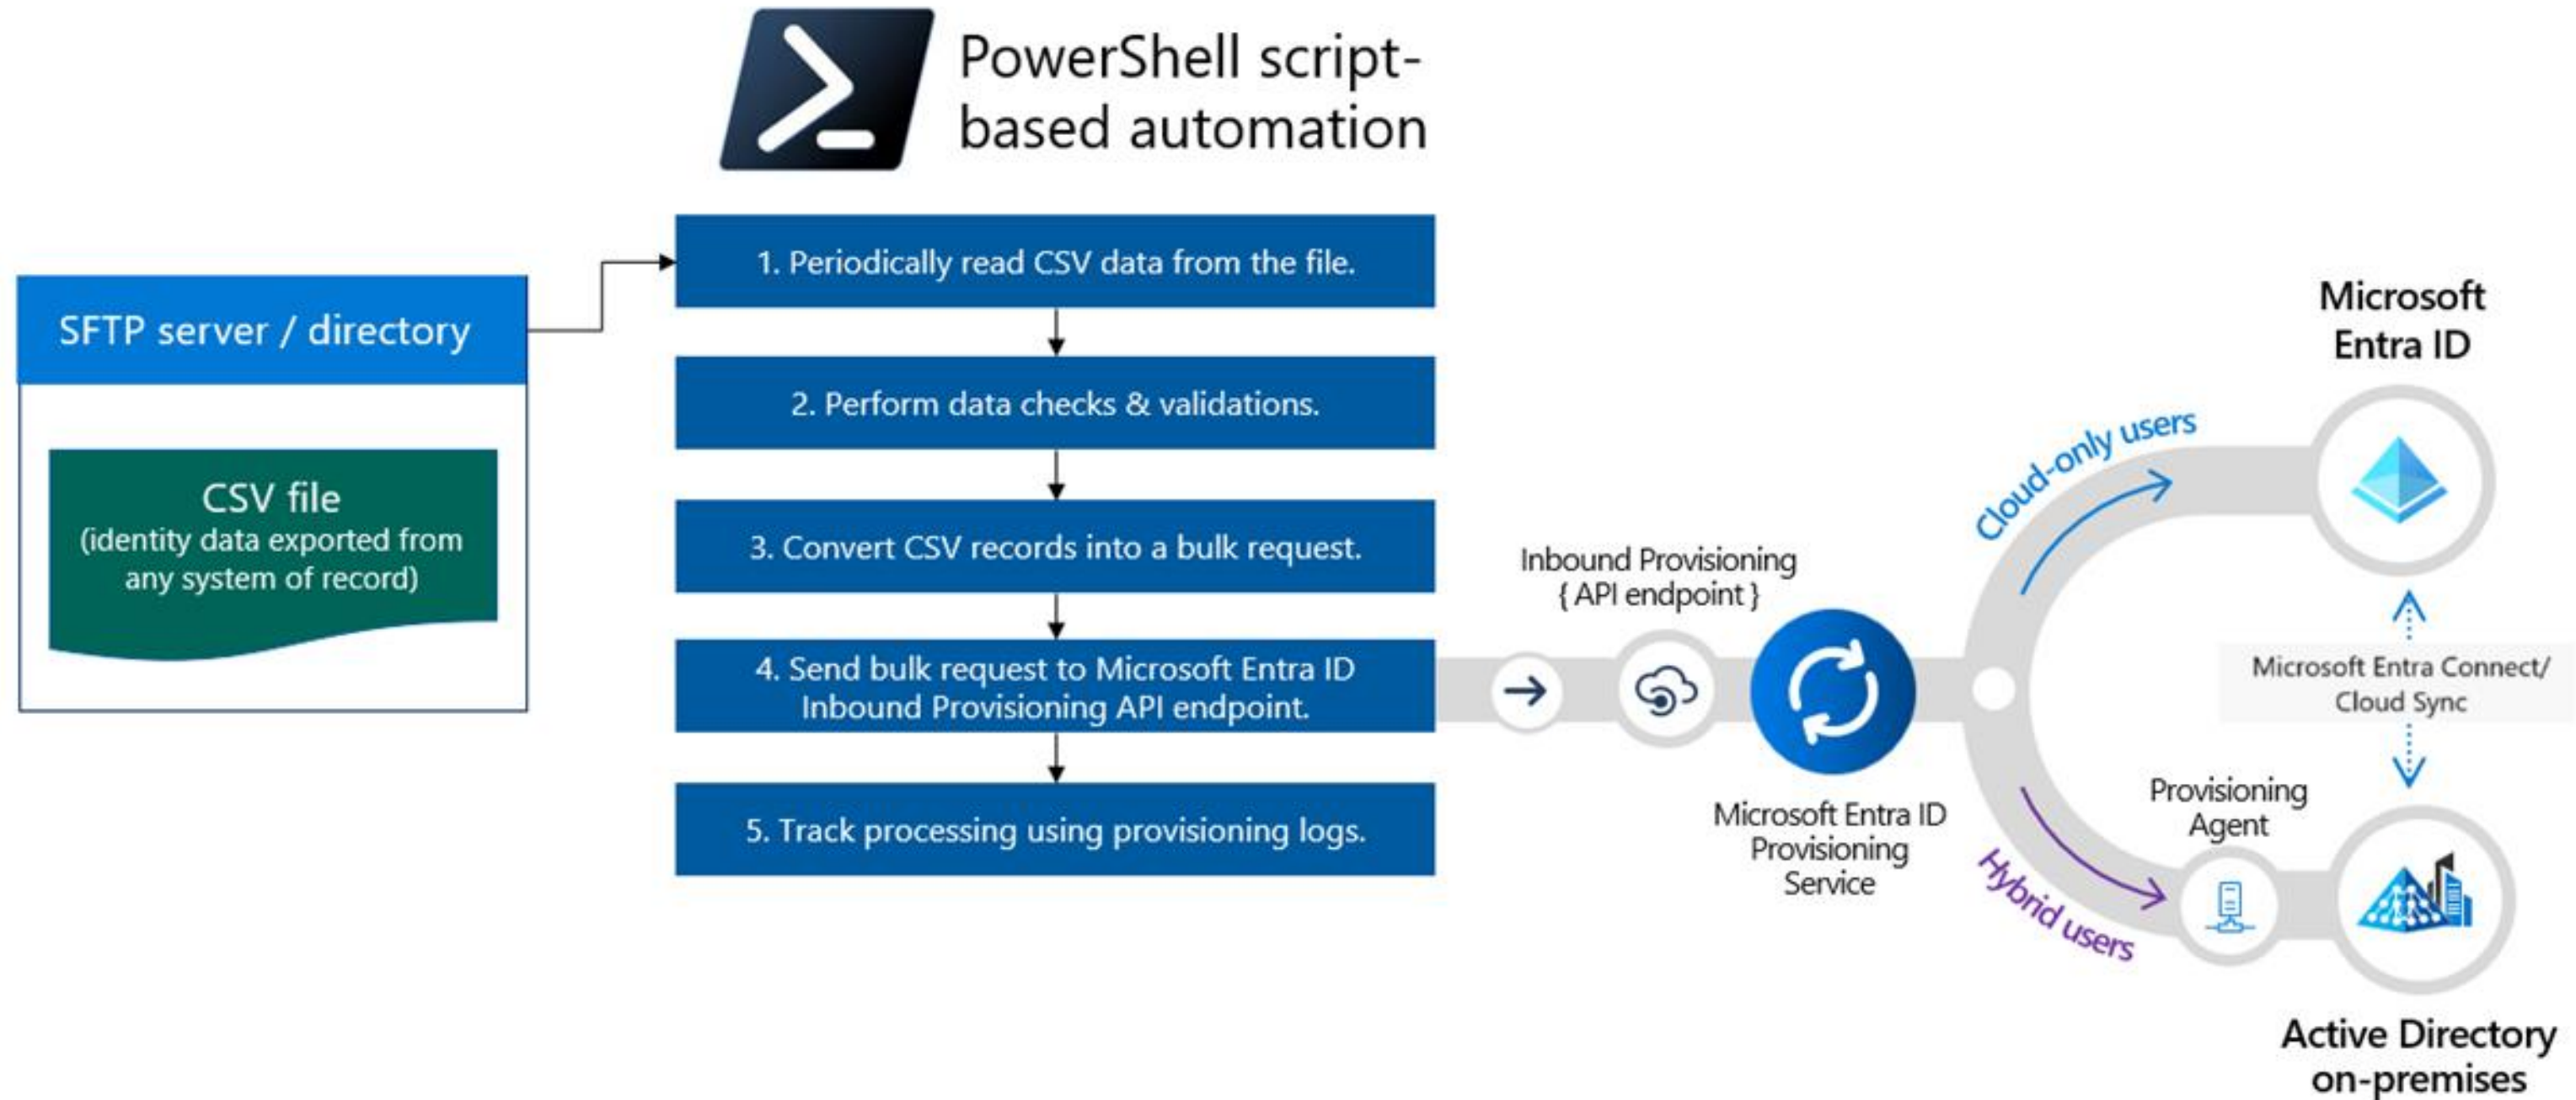 PowerShell script-
based automation
SFTP server / directory
CSV file
(identity data exported from
any system of record)
1. Periodically read CSV data from the file.
2. Perform data checks & validations.
3. Convert CSV records into a bulk request.
4. Send bulk request to Microsoft Entra ID
Inbound Provisioning API endpoint.
5. Track processing using provisioning logs.
Inbound Provisioning
{ API endpoint }
Microsoft Entra ID
Provisioning
Service
Cloud-only users
Hybrid users
Microsoft
Entra ID
Microsoft Entra Connect/
Cloud Sync
Provisioning
Agent
Active Directory
on-premises